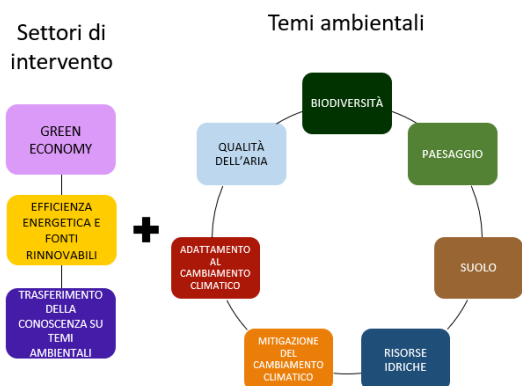 Settori di
intervento
GREEN
ECONOMY
EFFICIENZA
ENERGETICA E
FONTI
RINNOVABILI
TRASFERIMENTO
DELLA
CONOSCENZA SU
TEMI
AMBIENTALI
Temi ambientali
BIODIVERSITÀ
PAESAGGIO
SUOLO
RISORSE
IDRICHE
MITIGAZIONE
DEL
CAMBIAMENTO
CLIMATICO
ADATTAMENTO
AL
CAMBIAMENTO
CLIMATICO
QUALITÀ
DELL'ARIA